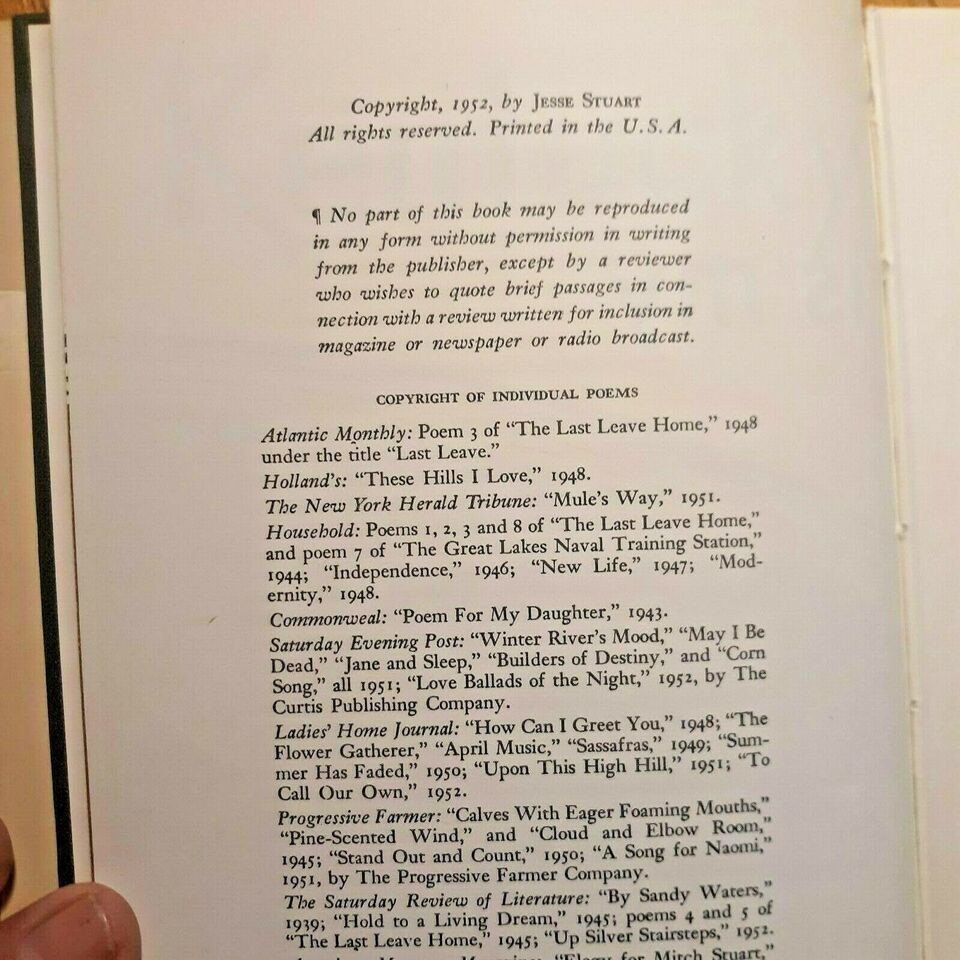 Copyright, 1952, by JESSE STUART
All rights reserved. Printed in the U.S.A.
¶ No part of this book may be reproduced
in any form without permission in writing
from the publisher, except by a reviewer
who wishes to quote brief passages in con-
nection with a review written for inclusion in
magazine or newspaper or radio broadcast.
COPYRIGHT OF INDIVIDUAL POEMS
Atlantic Monthly: Poem 3 of “The Last Leave Home,” 1948
under the title “Last Leave.”
Holland's: “These Hills I Love,” 1948.
The New York Herald Tribune: “Mule's Way,” 1951.
Household: Poems 1, 2, 3 and 8 of “The Last Leave Home,”
and poem 7 of “The Great Lakes Naval Training Station,”
1944; “Independence,” 1946; “New Life,” 1947; “Mod-
ernity,” 1948.
Commonweal: “Poem For My Daughter,” 1943.
Saturday Evening Post: “Winter River's Mood,” “May I Be
Dead,” “Jane and Sleep,” “Builders of Destiny,” and “Corn
Song,” all 1951; “Love Ballads of the Night,” 1952, by The
Curtis Publishing Company.
Ladies' Home Journal: “How Can I Greet You,” 1948; “The
Flower Gatherer,” “April Music,” “Sassafras,” 1949; “Sum-
mer Has Faded,” 1950; “Upon This High Hill,” 1951; “To
Call Our Own,” 1952.
Progressive Farmer: “Calves With Eager Foaming Mouths,”
“Pine-Scented Wind,” and “Cloud and Elbow Room,”
1945; “Stand Out and Count,” 1950; “A Song for Naomi,”
1951, by The Progressive Farmer Company.
The Saturday Review of Literature: “By Sandy Waters,”
1939; “Hold to a Living Dream,” 1945; poems 4 and 5 of
“The Last Leave Home,” 1945; “Up Silver Stairsteps,” 1952.
“Elegy for Mitch Stuart,”